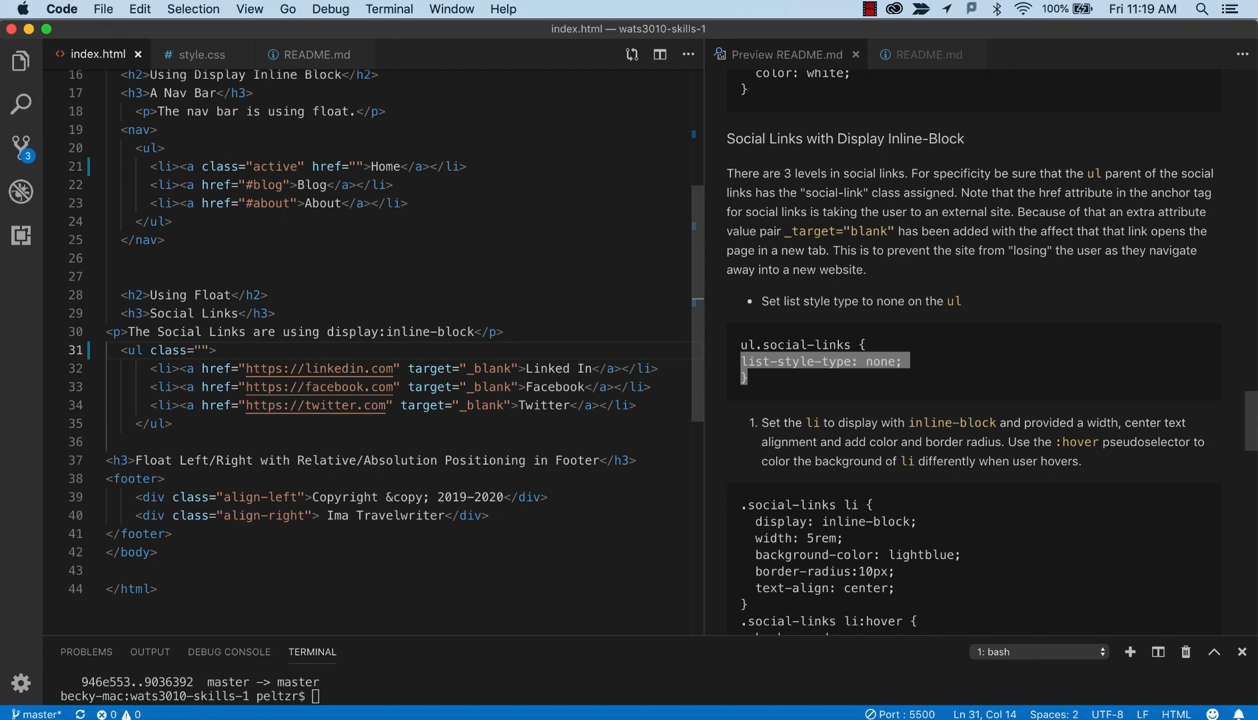 Code File Edit Selection View Go Debug Terminal Window Help 100% Fri 11:19 AM
index.html — wats3010-skills-1
<> index.html × # style.css README.md Preview README.md × README.md
16 <h2>Using Display Inline Block</h2>
17 <h3>A Nav Bar</h3>
18 <p>The nav bar is using float.</p>
19 <nav>
20 <ul>
21 <li><a class="active" href="">Home</a></li>
22 <li><a href="#blog">Blog</a></li>
23 <li><a href="#about">About</a></li>
24 </ul>
25 </nav>
26
27
28 <h2>Using Float</h2>
29 <h3>Social Links</h3>
30 <p>The Social Links are using display:inline-block</p>
31 <ul class="">
32 <li><a href="https://linkedin.com" target="_blank">Linked In</a></li>
33 <li><a href="https://facebook.com" target="_blank">Facebook</a></li>
34 <li><a href="https://twitter.com" target="_blank">Twitter</a></li>
35 </ul>
36
37 <h3>Float Left/Right with Relative/Absolution Positioning in Footer</h3>
38 <footer>
39 <div class="align-left">Copyright &copy; 2019-2020</div>
40 <div class="align-right"> Ima Travelwriter</div>
41 </footer>
42 </body>
43
44 </html>
color: white;
}
Social Links with Display Inline-Block
There are 3 levels in social links. For specificity be sure that the ul parent of the social
links has the "social-link" class assigned. Note that the href attribute in the anchor tag
for social links is taking the user to an external site. Because of that an extra attribute
value pair _target="blank" has been added with the affect that that link opens the
page in a new tab. This is to prevent the site from "losing" the user as they navigate
away into a new website.
• Set list style type to none on the ul
ul.social-links {
list-style-type: none;
}
1. Set the li to display with inline-block and provided a width, center text
alignment and add color and border radius. Use the :hover pseudoselector to
color the background of li differently when user hovers.
.social-links li {
display: inline-block;
width: 5rem;
background-color: lightblue;
border-radius:10px;
text-align: center;
}
.social-links li:hover {
3
PROBLEMS OUTPUT DEBUG CONSOLE TERMINAL 1: bash
946e553..9036392 master -> master
becky-mac:wats3010-skills-1 peltzr$
master* 0 0 Port : 5500 Ln 31, Col 14 Spaces: 2 UTF-8 LF HTML